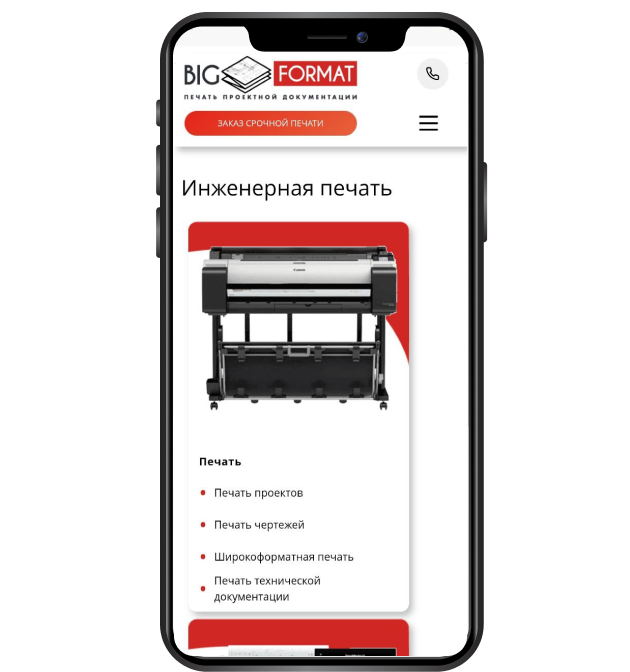 BIG FORMAT
ПЕЧАТЬ ПРОЕКТНОЙ ДОКУМЕНТАЦИИ
ЗАКАЗ СРОЧНОЙ ПЕЧАТИ
Инженерная печать
Canon
Печать
Печать проектов
Печать чертежей
Широкоформатная печать
Печать технической
документации